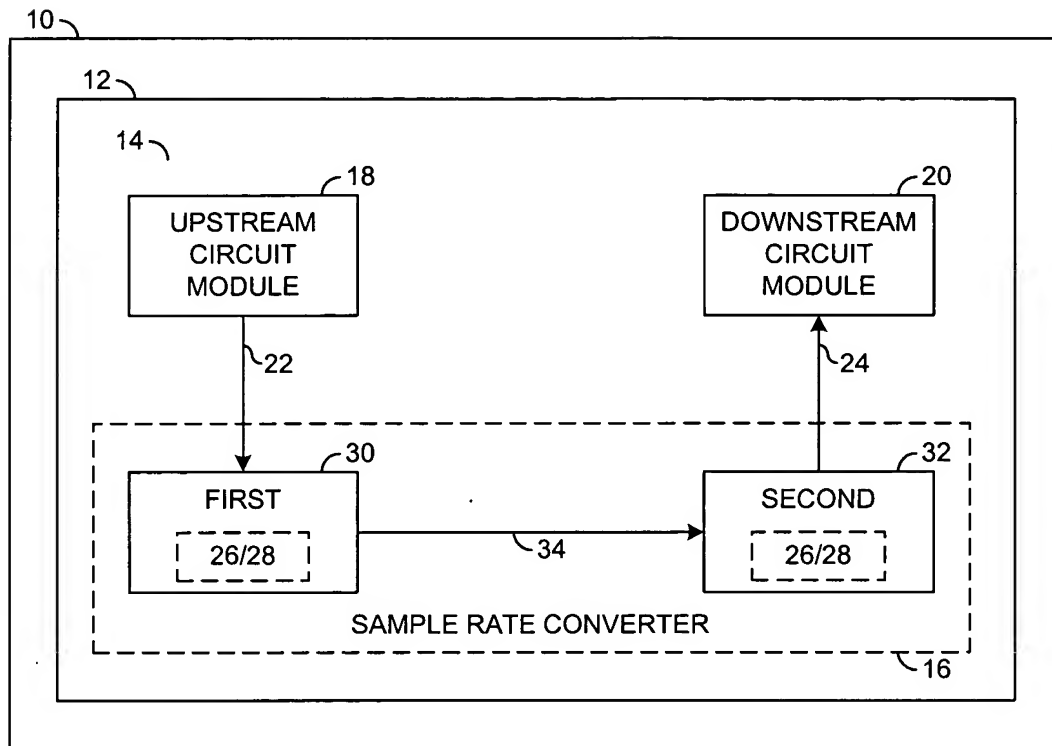 10
12
14
18
20
UPSTREAM
CIRCUIT
MODULE
DOWNSTREAM
CIRCUIT
MODULE
22
24
30
32
FIRST
26/28
34
SECOND
26/28
SAMPLE RATE CONVERTER
16